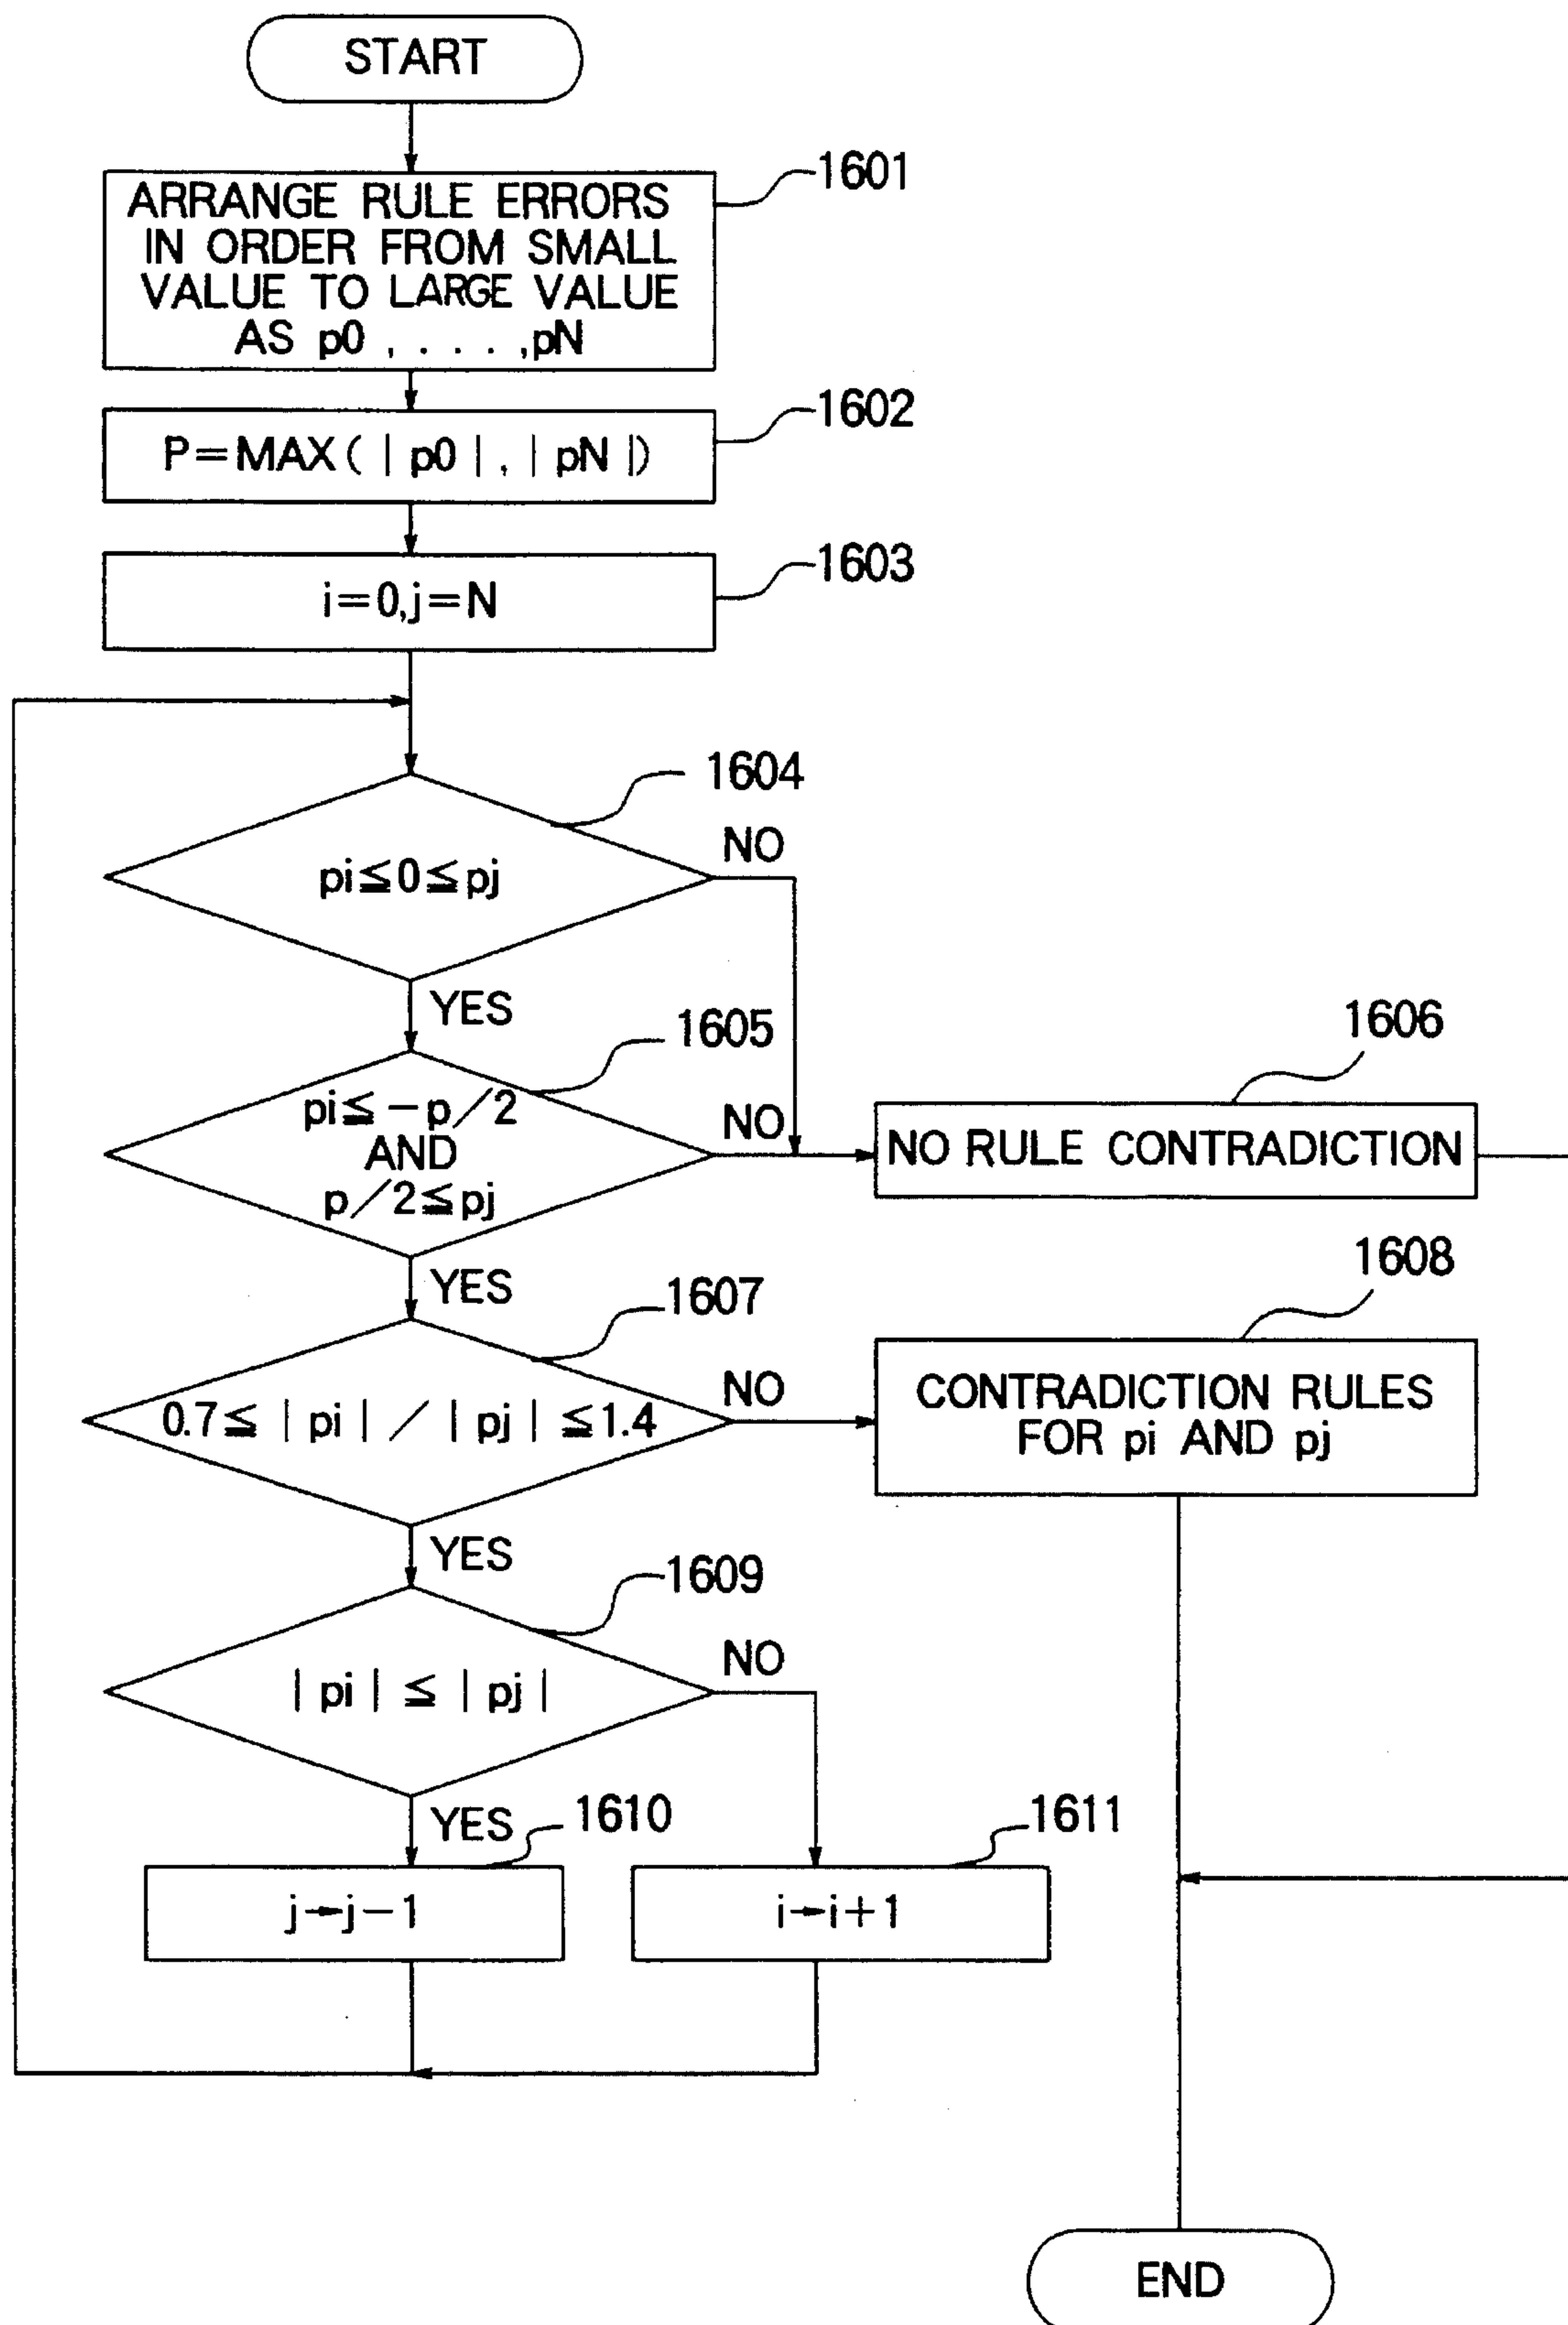 START
1601
ARRANGE RULE ERRORS
IN ORDER FROM SMALL
VALUE TO LARGE VALUE
AS p0 , . . . . ,pN
1602
P=MAX( | p0 | , | pN |)
1603
i=0,j=N
1604
pi≦0≦pj
NO
YES
1605
pi≦-p/2
AND
p/2≦pj
NO
1606
NO RULE CONTRADICTION
YES
1607
0.7≦ | pi | / | pj | ≦1.4
NO
1608
CONTRADICTION RULES
FOR pi AND pj
YES
1609
| pi | ≦ | pj |
NO
YES
1610
j→j-1
1611
i→i+1
END